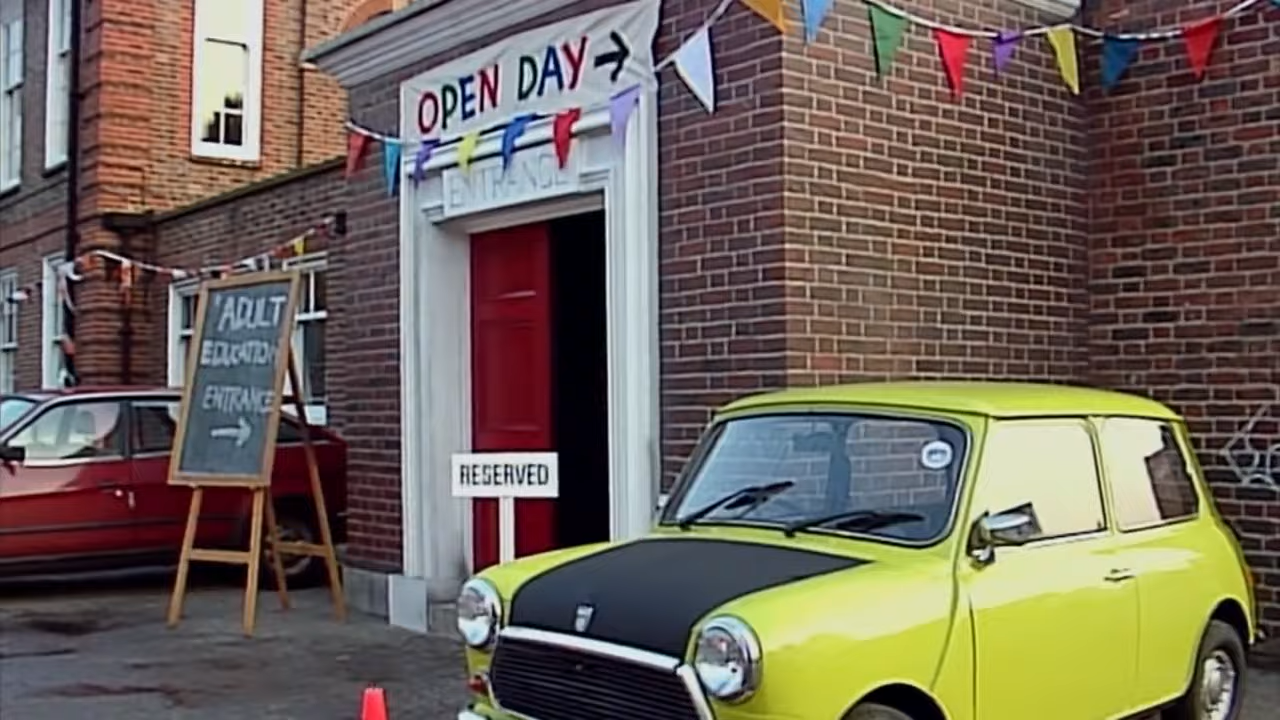 OPEN DAY →
ENTRANCE
'ADULT
EDUCATION
ENTRANCE
→
RESERVED